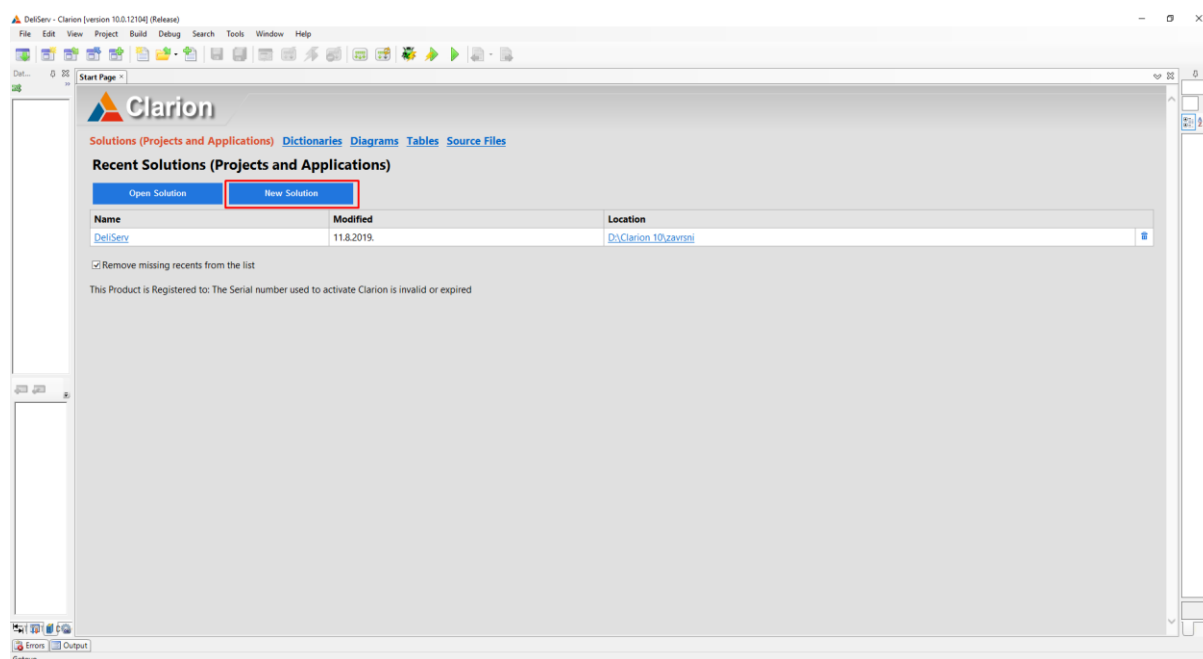 DeliServ - Clarion [version 10.0.12104] (Release)
File Edit View Project Build Debug Search Tools Window Help
Dat...
Start Page
Clarion
Solutions (Projects and Applications) Dictionaries Diagrams Tables Source Files
Recent Solutions (Projects and Applications)
Open Solution New Solution
Name Modified Location
DeliServ 11.8.2019. D:\Clarion 10\zavrsni
Remove missing recents from the list
This Product is Registered to: The Serial number used to activate Clarion is invalid or expired
Errors Output